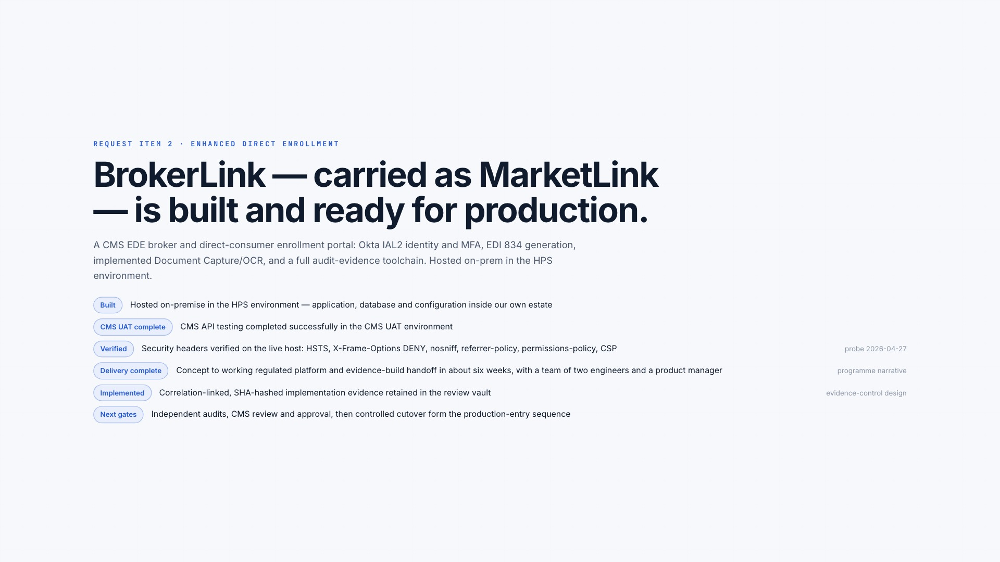 REQUEST ITEM 2 · ENHANCED DIRECT ENROLLMENT
BrokerLink — carried as MarketLink
— is built and ready for production.
A CMS EDE broker and direct-consumer enrollment portal: Okta IAL2 identity and MFA, EDI 834 generation,
implemented Document Capture/OCR, and a full audit-evidence toolchain. Hosted on-prem in the HPS
environment.
Built Hosted on-premise in the HPS environment — application, database and configuration inside our own estate
CMS UAT complete CMS API testing completed successfully in the CMS UAT environment
Verified Security headers verified on the live host: HSTS, X-Frame-Options DENY, nosniff, referrer-policy, permissions-policy, CSP probe 2026-04-27
Delivery complete Concept to working regulated platform and evidence-build handoff in about six weeks, with a team of two engineers and a product manager programme narrative
Implemented Correlation-linked, SHA-hashed implementation evidence retained in the review vault evidence-control design
Next gates Independent audits, CMS review and approval, then controlled cutover form the production-entry sequence